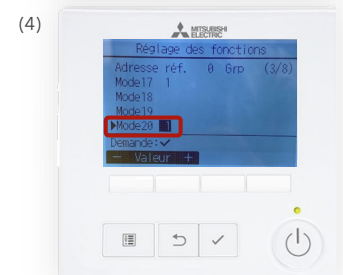 (4)
MITSUBISHI
ELECTRIC
Réglage des fonctions
Adresse réf. 0 Grp (3/8)
Mode17 1
Mode18
Mode19
▶Mode20 1
Demande:✓
− Valeur +